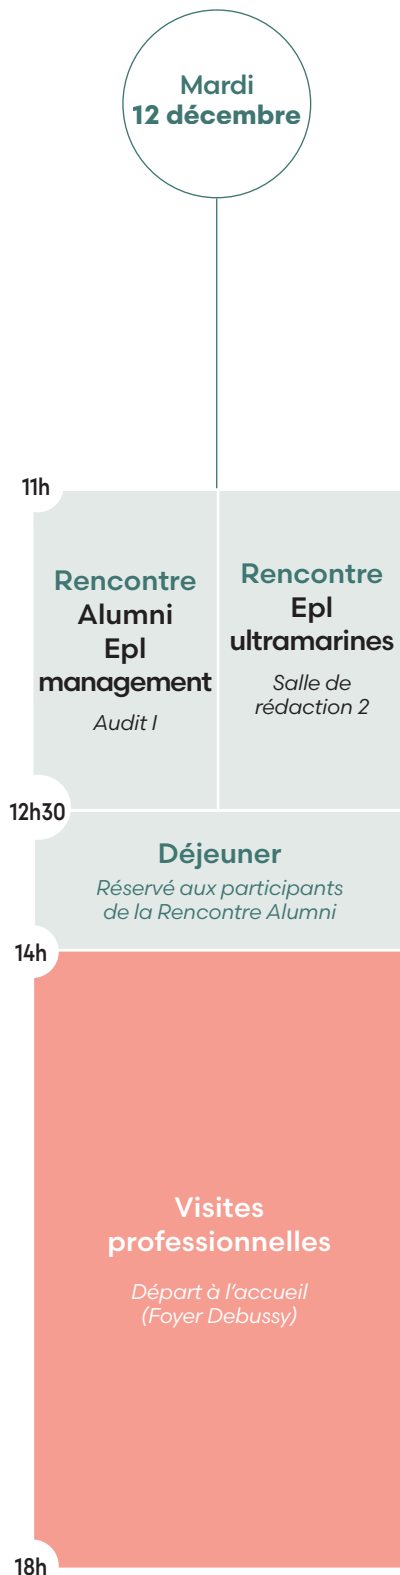 Mardi
12 décembre
11h
Rencontre
Alumni
Epl
management
Audit I
Rencontre
Epl
ultramarines
Salle de
rédaction 2
12h30
Déjeuner
Réservé aux participants
de la Rencontre Alumni
14h
Visites
professionnelles
Départ à l’accueil
(Foyer Debussy)
18h